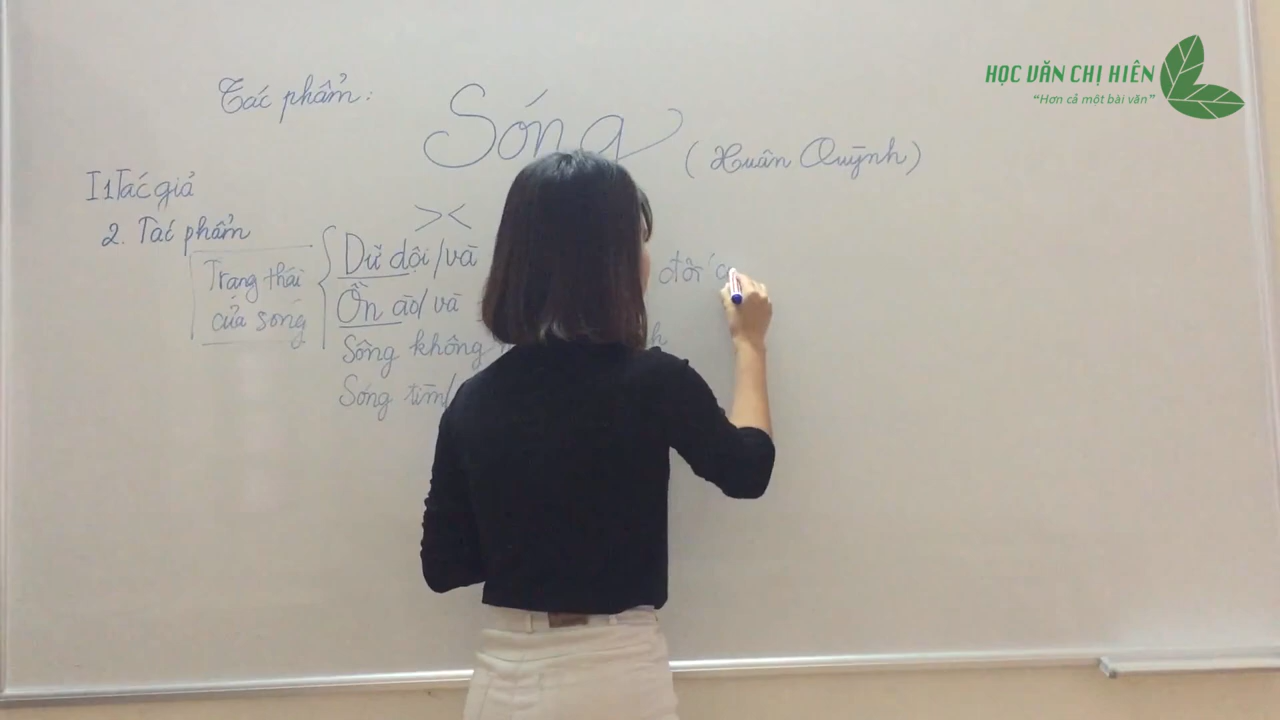 HỌC VĂN CHỊ HIÊN
“Hơn cả một bài văn”
Tác phẩm:
Sóng
(Xuân Quỳnh)
I 1 Tác giả
2. Tác phẩm
><
Trạng thái
của sóng
Dữ dội / và
Ồn ào / và
Sông không
Sóng tìm /